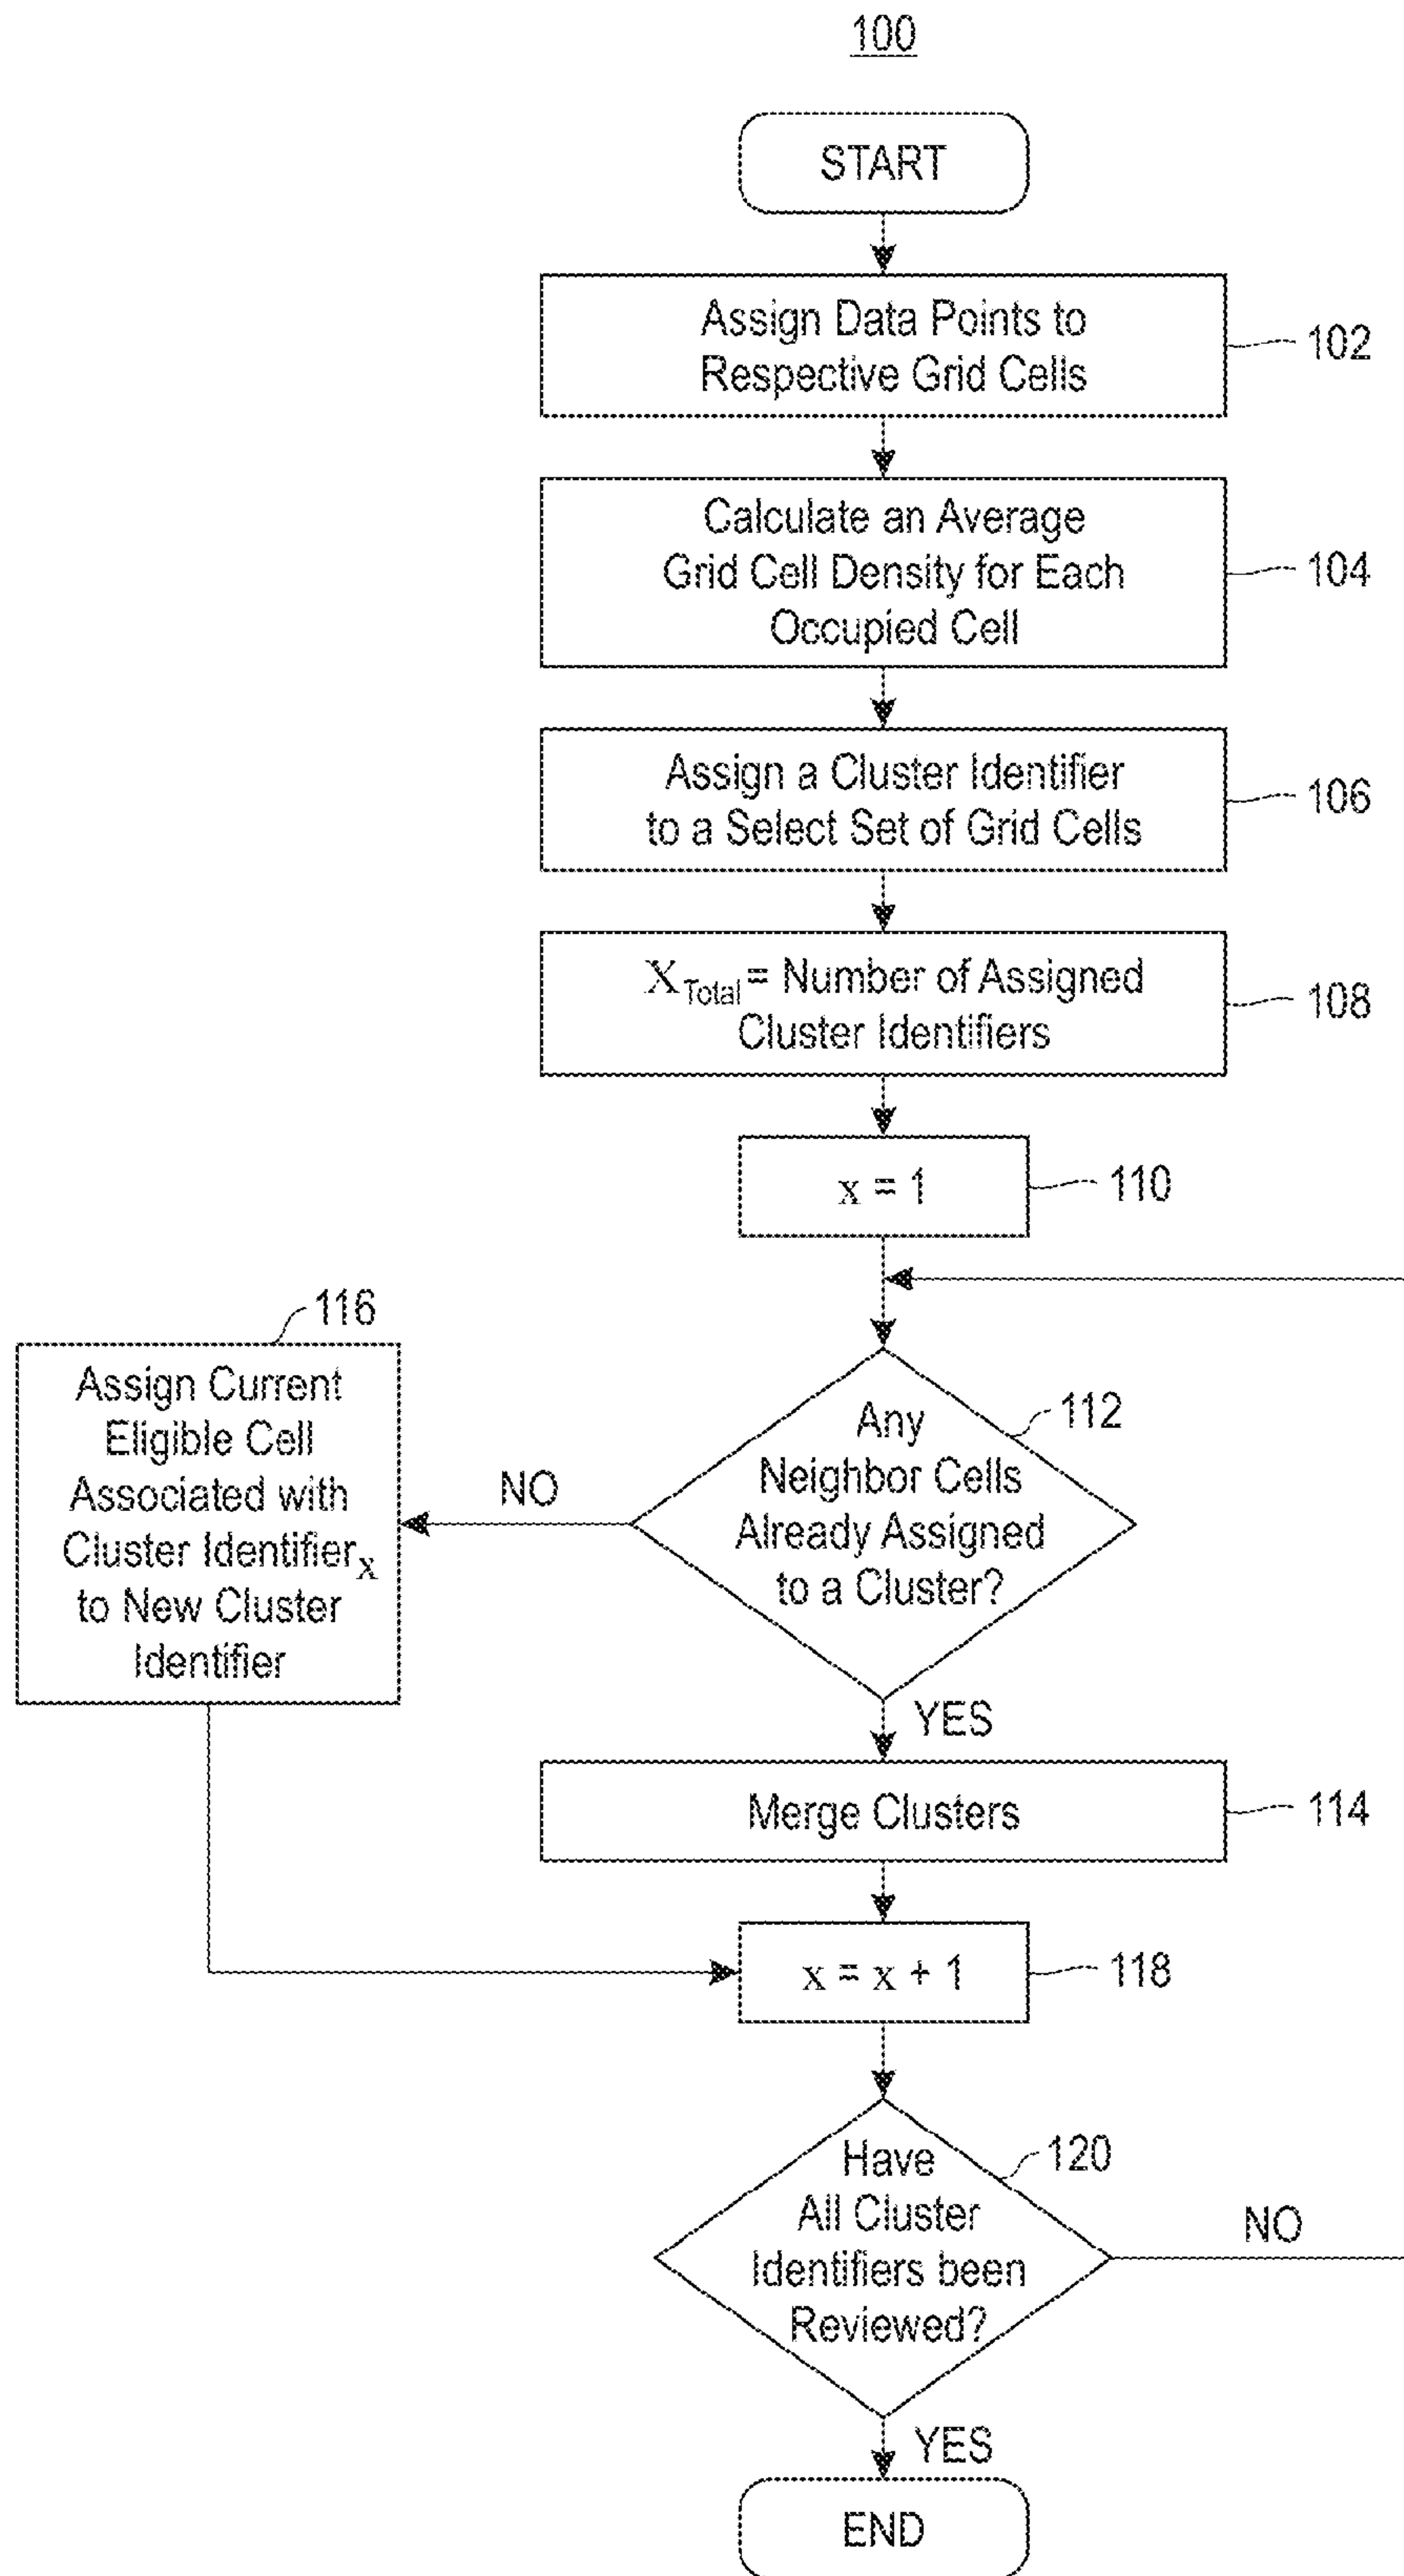 100
START
Assign Data Points to
Respective Grid Cells
102
Calculate an Average
Grid Cell Density for Each
Occupied Cell
104
Assign a Cluster Identifier
to a Select Set of Grid Cells
106
XTotal = Number of Assigned
Cluster Identifiers
108
x = 1
110
116
Assign Current
Eligible Cell
Associated with
Cluster Identifierx
to New Cluster
Identifier
NO
Any
Neighbor Cells
Already Assigned
to a Cluster?
112
YES
Merge Clusters
114
x = x + 1
118
Have
All Cluster
Identifiers been
Reviewed?
120
NO
YES
END